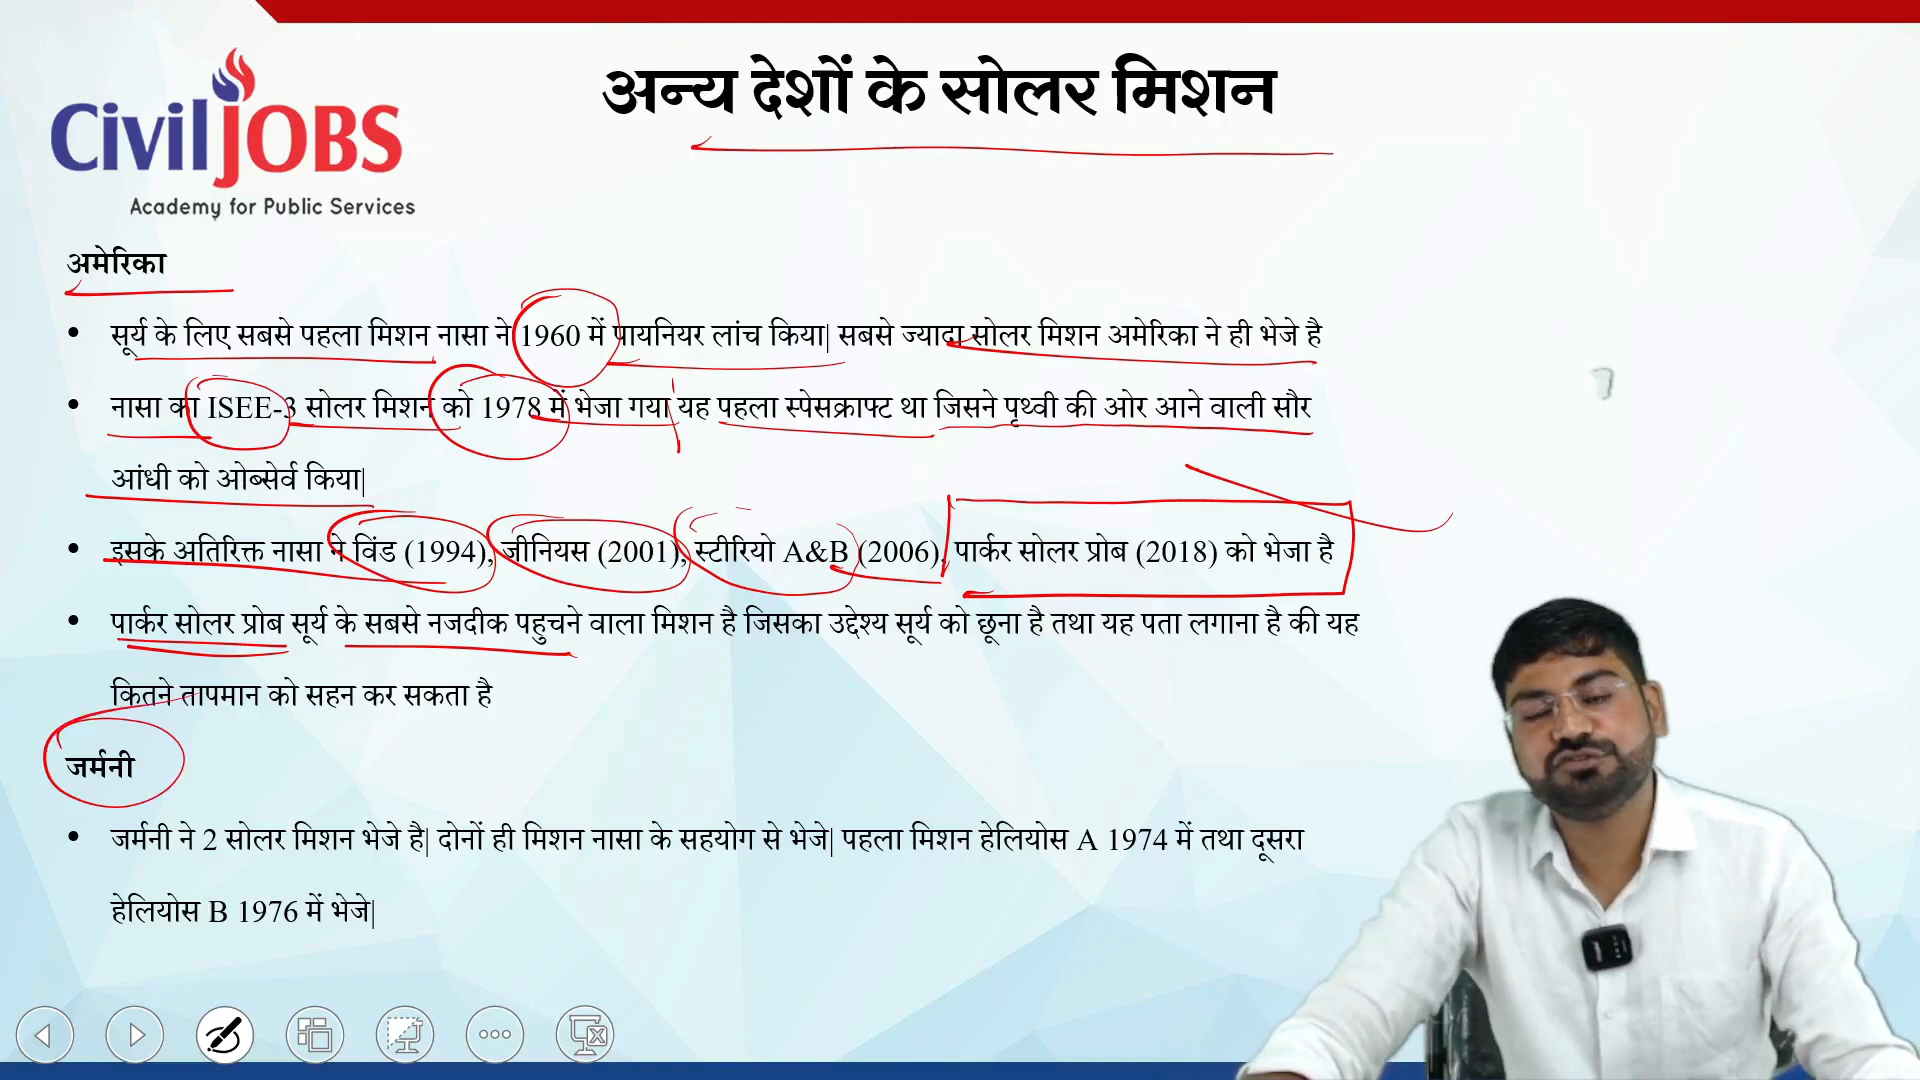 अन्य देशों के सोलर मिशन
CivilJOBS
Academy for Public Services
अमेरिका
• सूर्य के लिए सबसे पहला मिशन नासा ने 1960 में पायनियर लांच किया| सबसे ज्यादा सोलर मिशन अमेरिका ने ही भेजे है
• नासा का ISEE-3 सोलर मिशन को 1978 में भेजा गया यह पहला स्पेसक्राफ्ट था जिसने पृथ्वी की ओर आने वाली सौर
आंधी को ओब्सेर्व किया|
• इसके अतिरिक्त नासा ने विंड (1994), जीनियस (2001), स्टीरियो A&B (2006), पार्कर सोलर प्रोब (2018) को भेजा है
• पार्कर सोलर प्रोब सूर्य के सबसे नजदीक पहुचने वाला मिशन है जिसका उद्देश्य सूर्य को छूना है तथा यह पता लगाना है की यह
कितने तापमान को सहन कर सकता है
जर्मनी
• जर्मनी ने 2 सोलर मिशन भेजे है| दोनों ही मिशन नासा के सहयोग से भेजे| पहला मिशन हेलियोस A 1974 में तथा दूसरा
हेलियोस B 1976 में भेजे|